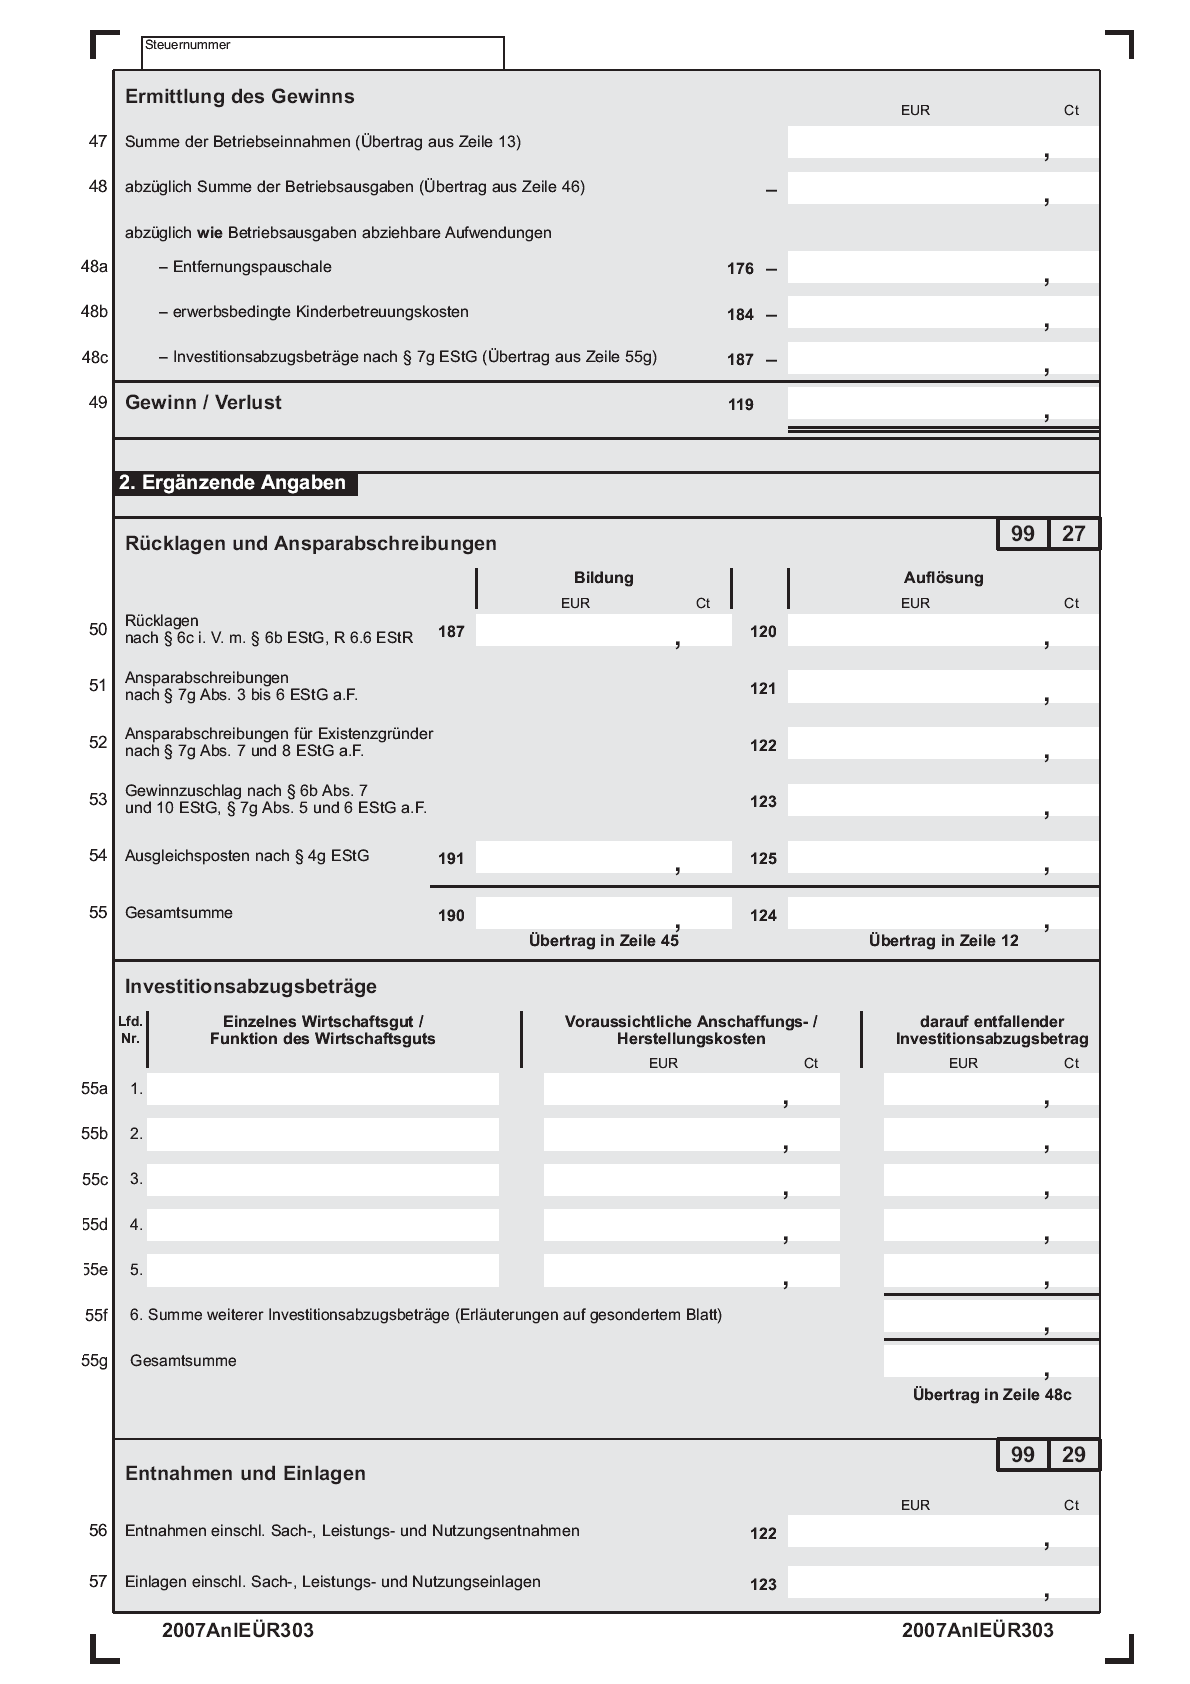 Steuernummer
Ermittlung des Gewinns
EUR Ct
47 Summe der Betriebseinnahmen (Übertrag aus Zeile 13) ,
48 abzüglich Summe der Betriebsausgaben (Übertrag aus Zeile 46) – ,
abzüglich wie Betriebsausgaben abziehbare Aufwendungen
48a – Entfernungspauschale 176 – ,
48b – erwerbsbedingte Kinderbetreuungskosten 184 – ,
48c – Investitionsabzugsbeträge nach § 7g EStG (Übertrag aus Zeile 55g) 187 – ,
49 Gewinn / Verlust 119 ,
2. Ergänzende Angaben
Rücklagen und Ansparabschreibungen 99 27
Bildung Auflösung
EUR Ct EUR Ct
50 Rücklagen
nach § 6c i. V. m. § 6b EStG, R 6.6 EStR 187 , 120 ,
51 Ansparabschreibungen
nach § 7g Abs. 3 bis 6 EStG a.F. 121 ,
52 Ansparabschreibungen für Existenzgründer
nach § 7g Abs. 7 und 8 EStG a.F. 122 ,
53 Gewinnzuschlag nach § 6b Abs. 7
und 10 EStG, § 7g Abs. 5 und 6 EStG a.F. 123 ,
54 Ausgleichsposten nach § 4g EStG 191 , 125 ,
55 Gesamtsumme 190 , 124 ,
Übertrag in Zeile 45 Übertrag in Zeile 12
Investitionsabzugsbeträge
Lfd. Einzelnes Wirtschaftsgut / Voraussichtliche Anschaffungs- / darauf entfallender
Nr. Funktion des Wirtschaftsguts Herstellungskosten Investitionsabzugsbetrag
EUR Ct EUR Ct
55a 1. , ,
55b 2. , ,
55c 3. , ,
55d 4. , ,
55e 5. , ,
55f 6. Summe weiterer Investitionsabzugsbeträge (Erläuterungen auf gesondertem Blatt) ,
55g Gesamtsumme ,
Übertrag in Zeile 48c
Entnahmen und Einlagen 99 29
EUR Ct
56 Entnahmen einschl. Sach-, Leistungs- und Nutzungsentnahmen 122 ,
57 Einlagen einschl. Sach-, Leistungs- und Nutzungseinlagen 123 ,
2007AnlEÜR303 2007AnlEÜR303